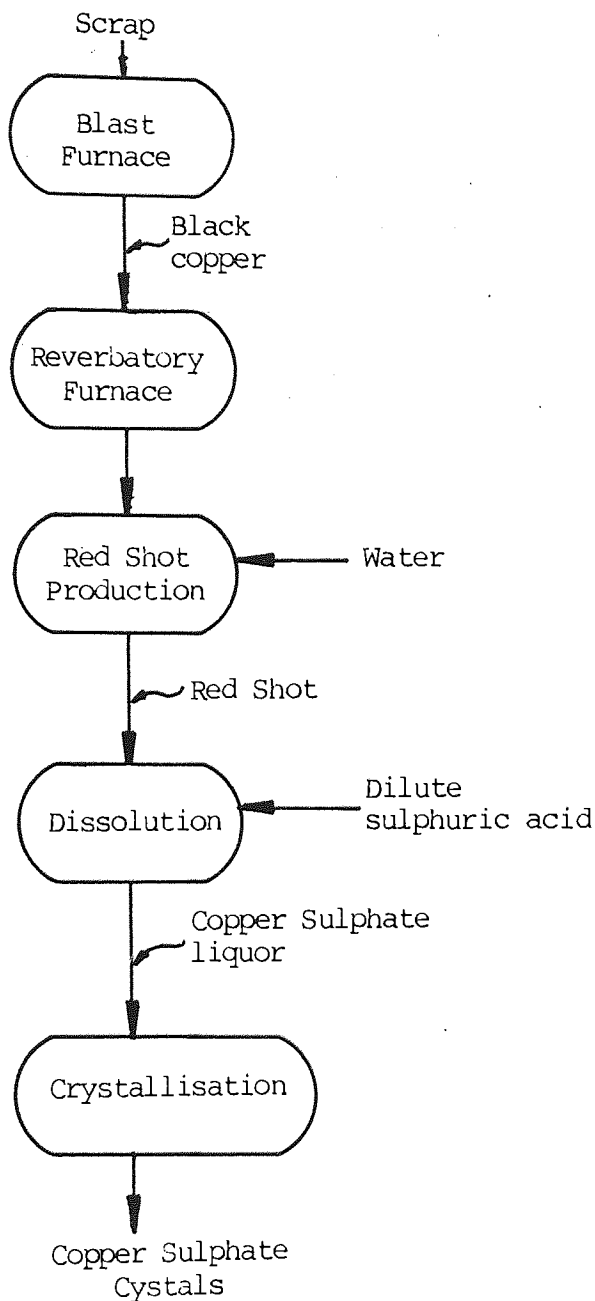 Scrap
Blast
Furnace
Black
copper
Reverbatory
Furnace
Red Shot
Production
Water
Red Shot
Dissolution
Dilute
sulphuric acid
Copper Sulphate
liquor
Crystallisation
Copper Sulphate
Cystals